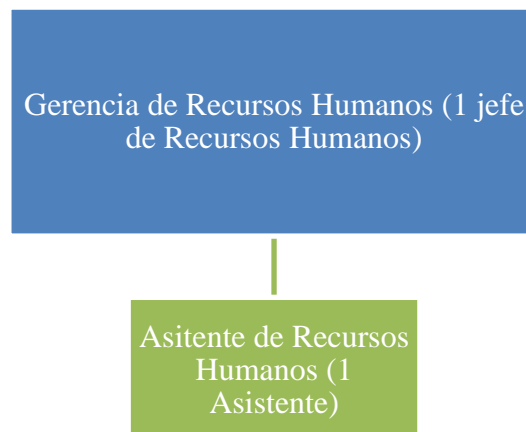 Gerencia de Recursos Humanos (1 jefe
de Recursos Humanos)
Asitente de Recursos
Humanos (1
Asistente)